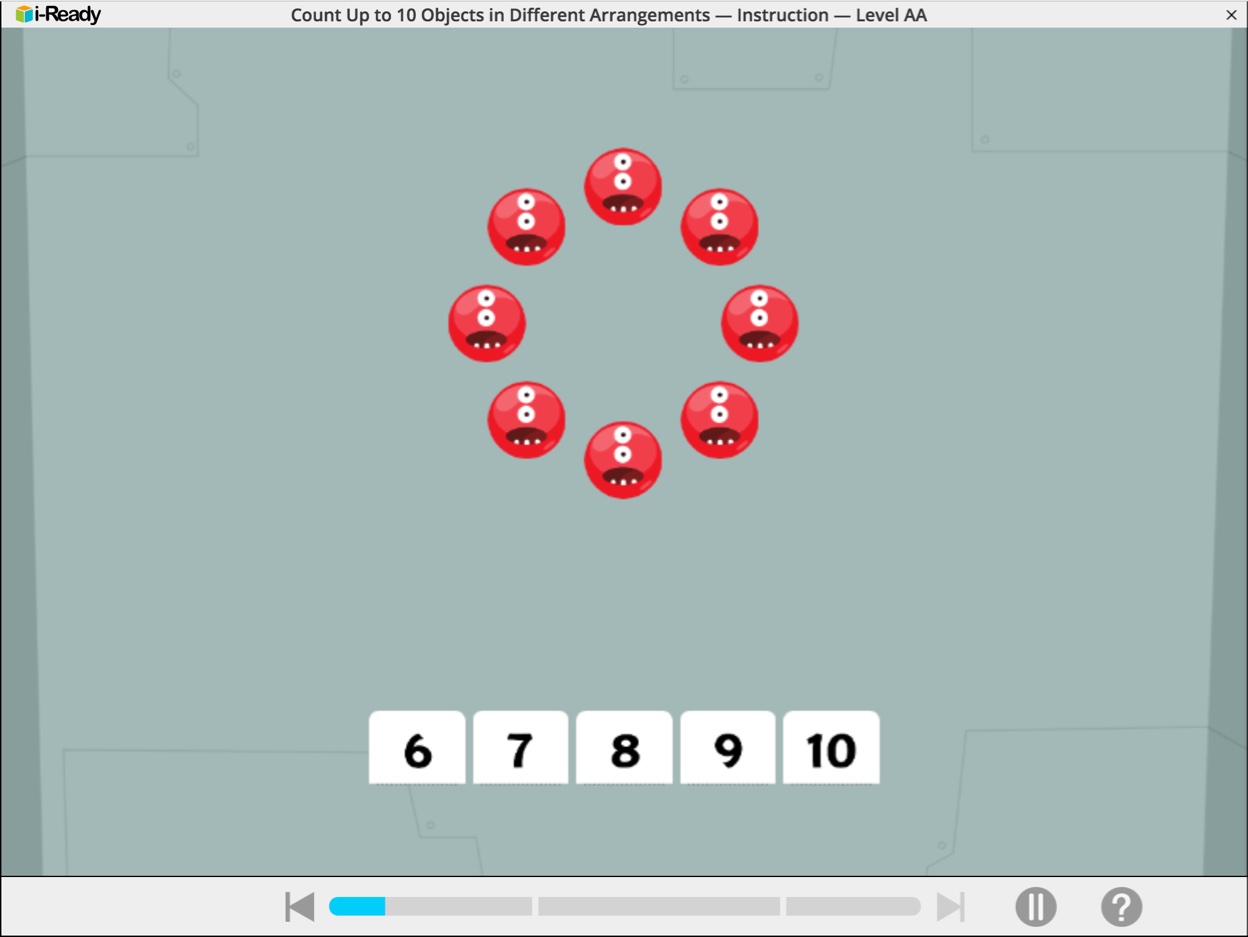 i-Ready
Count Up to 10 Objects in Different Arrangements — Instruction — Level AA
6 7 8 9 10
?